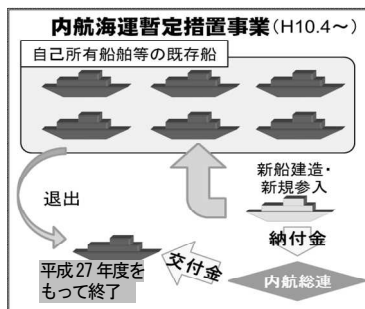 内航海運暫定措置事業(H10.4～)
自己所有船舶等の既存船
新船建造・
新規参入
退出
納付金
交付金
平成27年度を
もって終了
内航総連